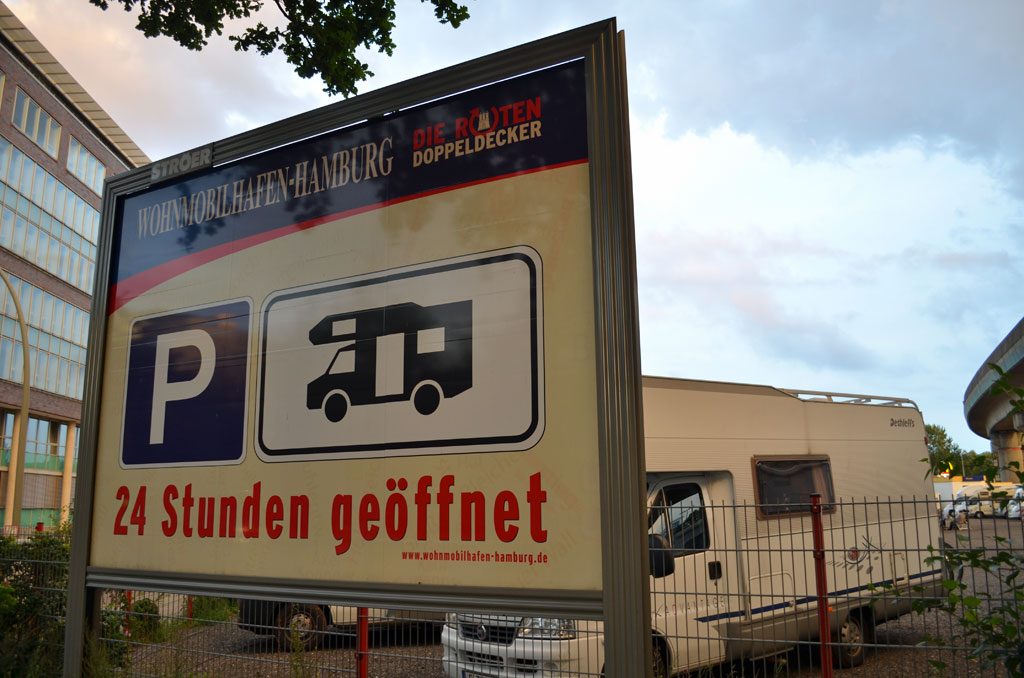 STRÖER
WOHNMOBILHAFEN-HAMBURG
DIE ROTEN
DOPPELDECKER
P
24 Stunden geöffnet
www.wohnmobilhafen-hamburg.de
Dethleffs